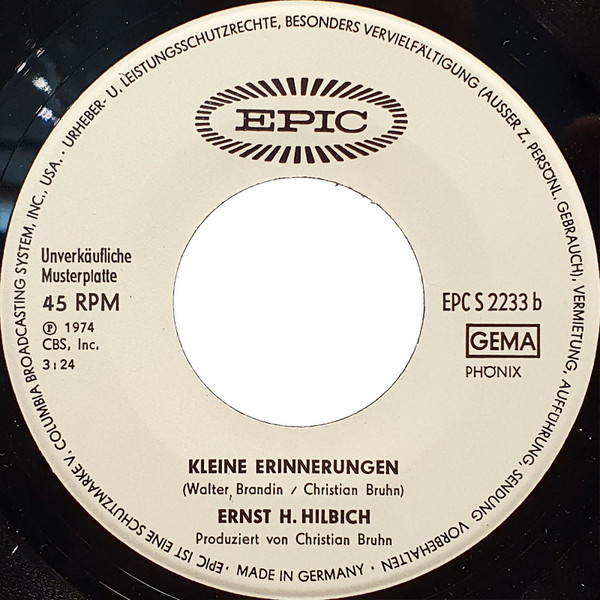 URHEBER- U. LEISTUNGSSCHUTZRECHTE, BESONDERS VERVIELFÄLTIGUNG (AUSSER Z. PERSÖNL. GEBRAUCH), VERMIETUNG, AUFFÜHRUNG, SENDUNG VORBEHALTEN
EPIC
Unverkäufliche
Musterplatte
45 RPM
Ⓟ 1974
CBS, Inc.
3:24
EPC S 2233 b
GEMA
PHÖNIX
KLEINE ERINNERUNGEN
(Walter, Brandin / Christian Bruhn)
ERNST H. HILBICH
Produziert von Christian Bruhn
· MADE IN GERMANY ·
EPIC IST EINE SCHUTZMARKE V. COLUMBIA BROADCASTING SYSTEM, INC., USA. ·